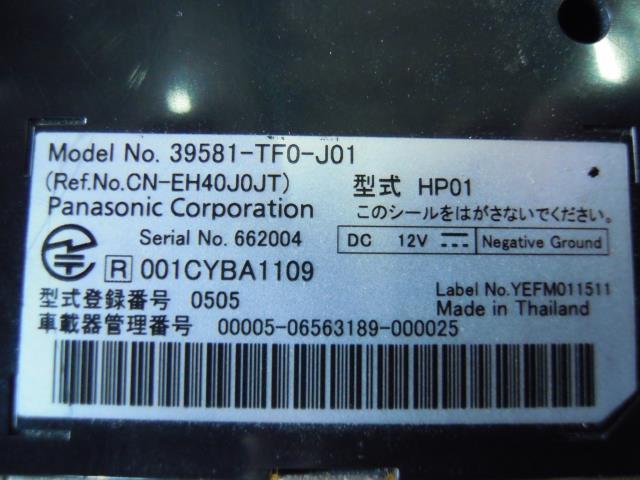 Model No. 39581-TF0-J01
(Ref.No.CN-EH40J0JT) 型式 HP01
Panasonic Corporation このシールをはがさないでください。
Serial No. 662004 DC 12V Negative Ground
R 001CYBA1109
型式登録番号 0505 Label No.YEFM011511
Made in Thailand
車載器管理番号 00005-06563189-000025